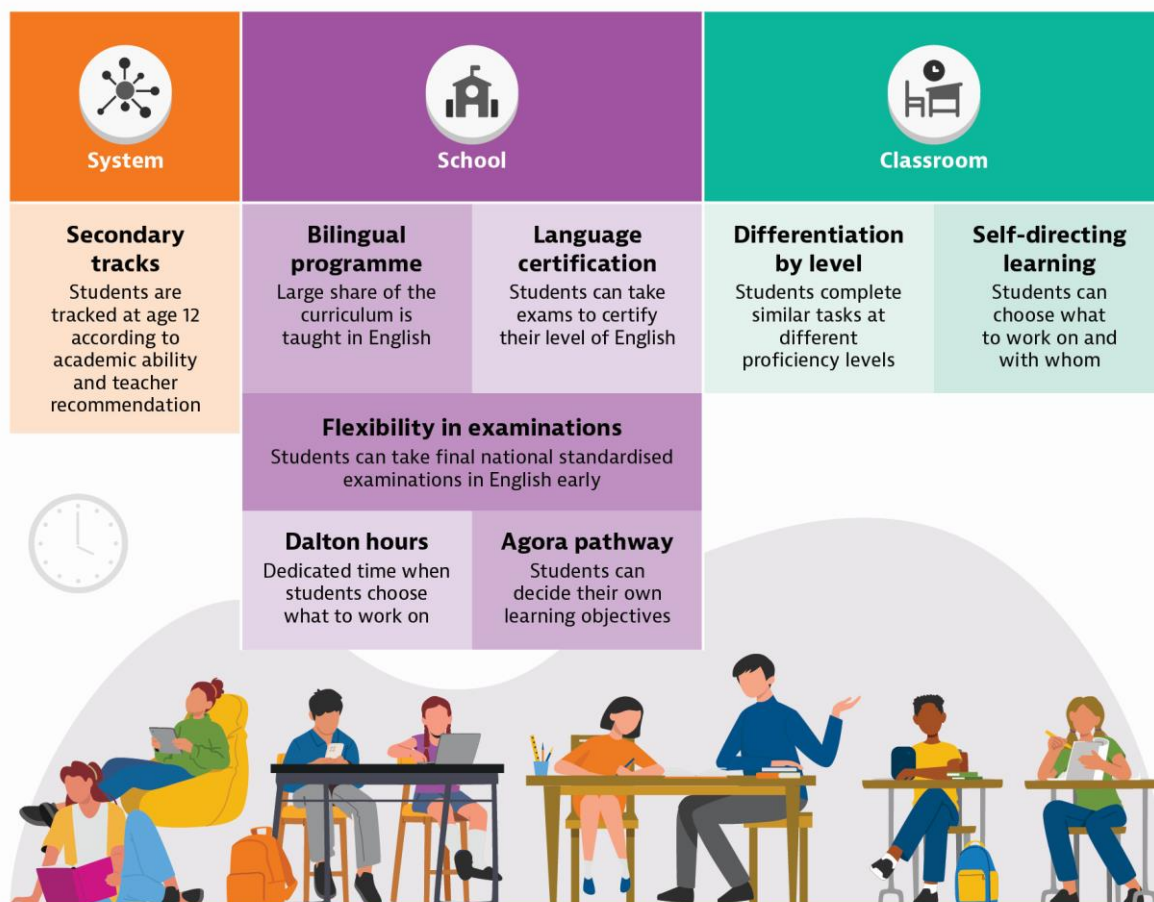 System
School
Classroom
Secondary
tracks
Students are
tracked at age 12
according to
academic ability
and teacher
recommendation
Bilingual
programme
Large share of the
curriculum is
taught in English
Language
certification
Students can take
exams to certify
their level of English
Differentiation
by level
Students complete
similar tasks at
different
proficiency levels
Self-directing
learning
Students can
choose what
to work on and
with whom
Flexibility in examinations
Students can take final national standardised
examinations in English early
Dalton hours
Dedicated time when
students choose
what to work on
Agora pathway
Students can
decide their own
learning objectives